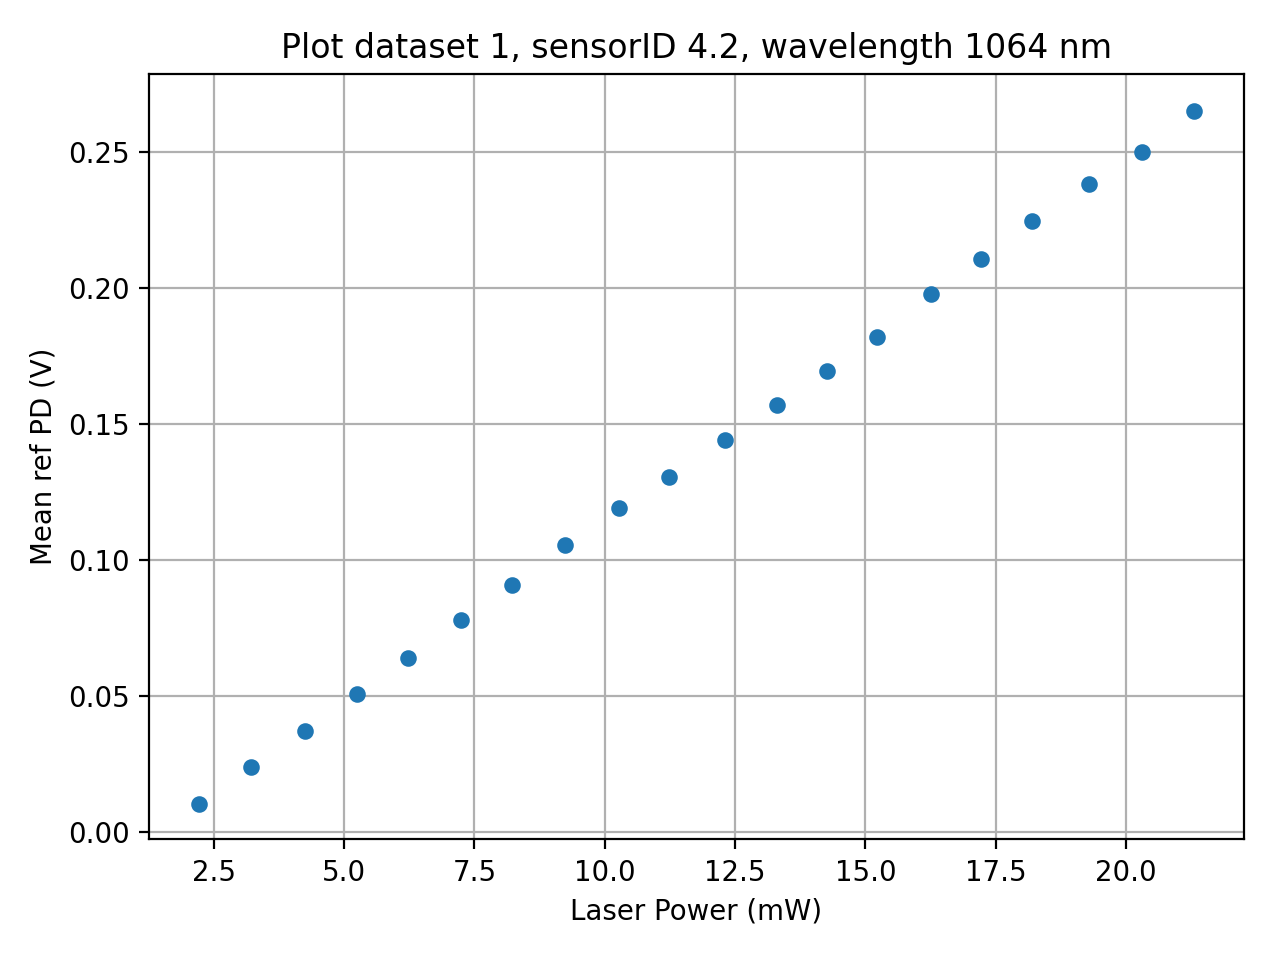 Plot dataset 1, sensorID 4.2, wavelength 1064 nm
Mean ref PD (V)
0.25
0.20
0.15
0.10
0.05
0.00
2.5 5.0 7.5 10.0 12.5 15.0 17.5 20.0
Laser Power (mW)